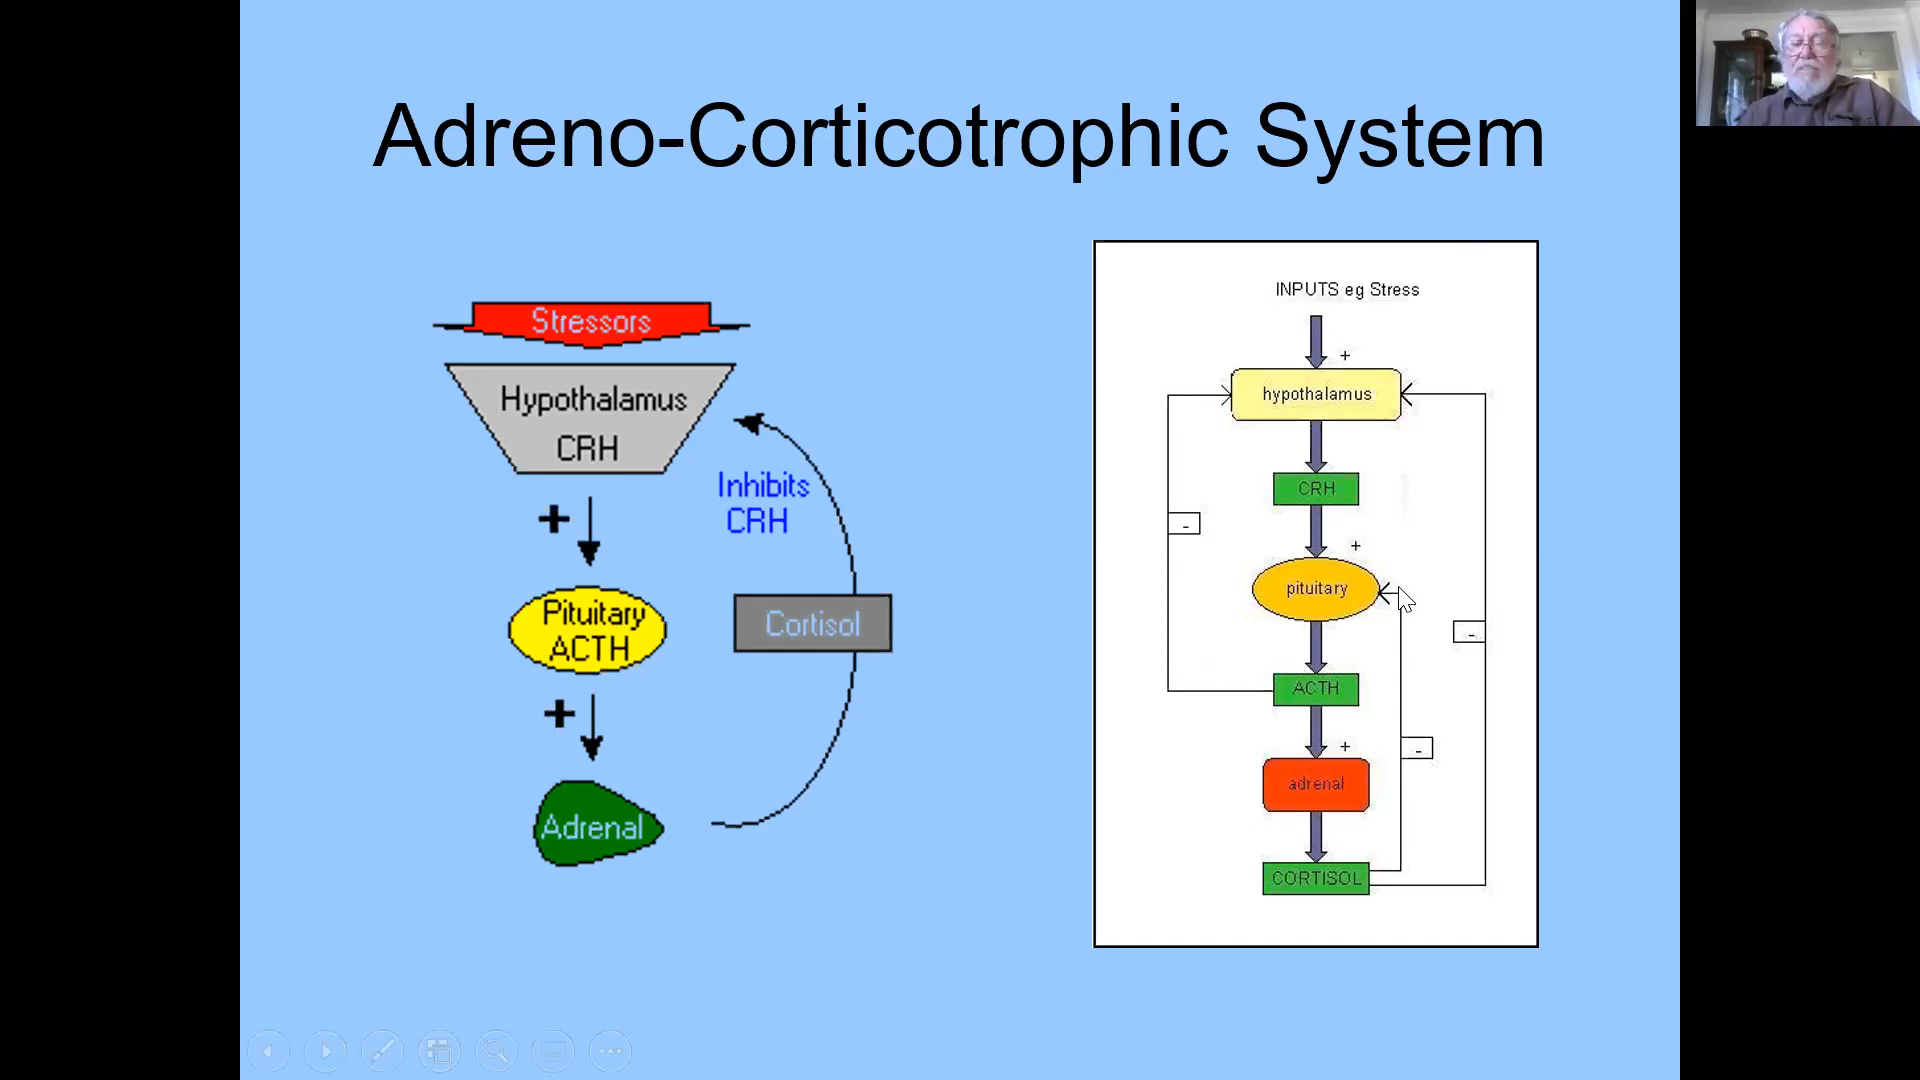 Adreno-Corticotrophic System
Stressors
Hypothalamus
CRH
Inhibits
CRH
+
Pituitary
ACTH
Cortisol
+
Adrenal
INPUTS eg Stress
+
hypothalamus
CRH
-
+
pituitary
-
ACTH
+
-
adrenal
CORTISOL